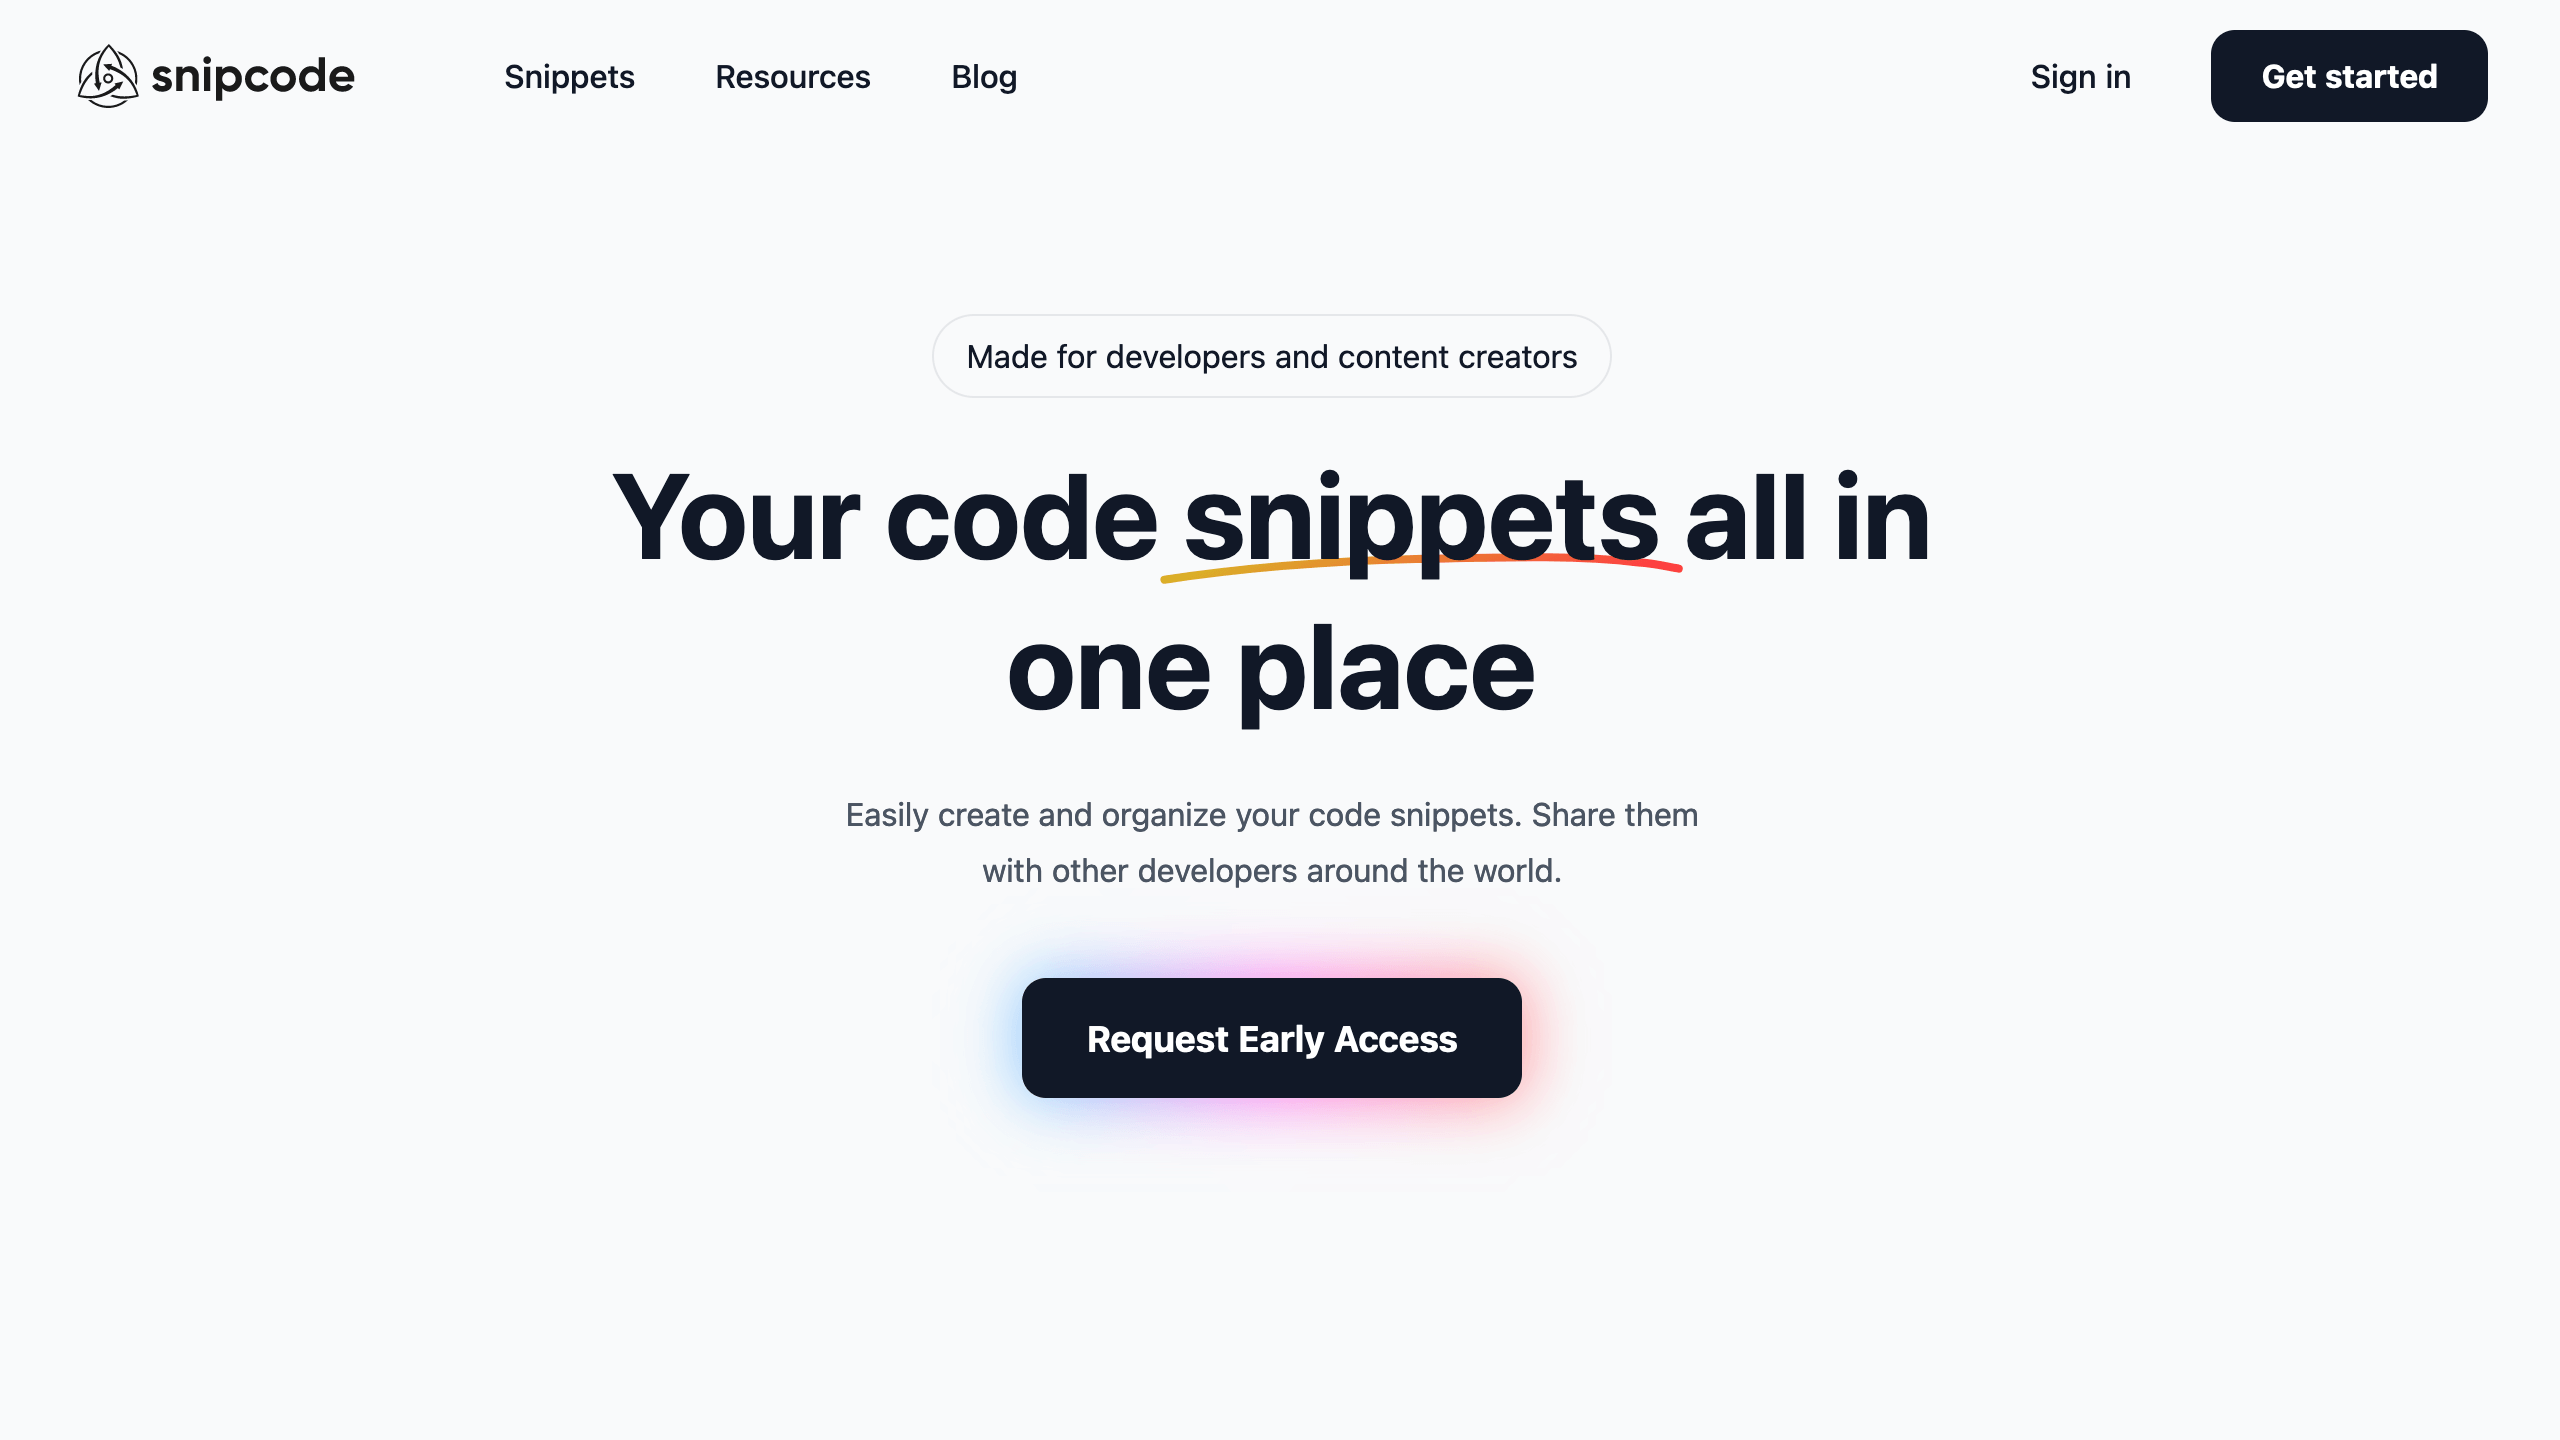 snipcode
Snippets
Resources
Blog
Sign in
Get started
Made for developers and content creators
Your code snippets all in
one place
Easily create and organize your code snippets. Share them
with other developers around the world.
Request Early Access